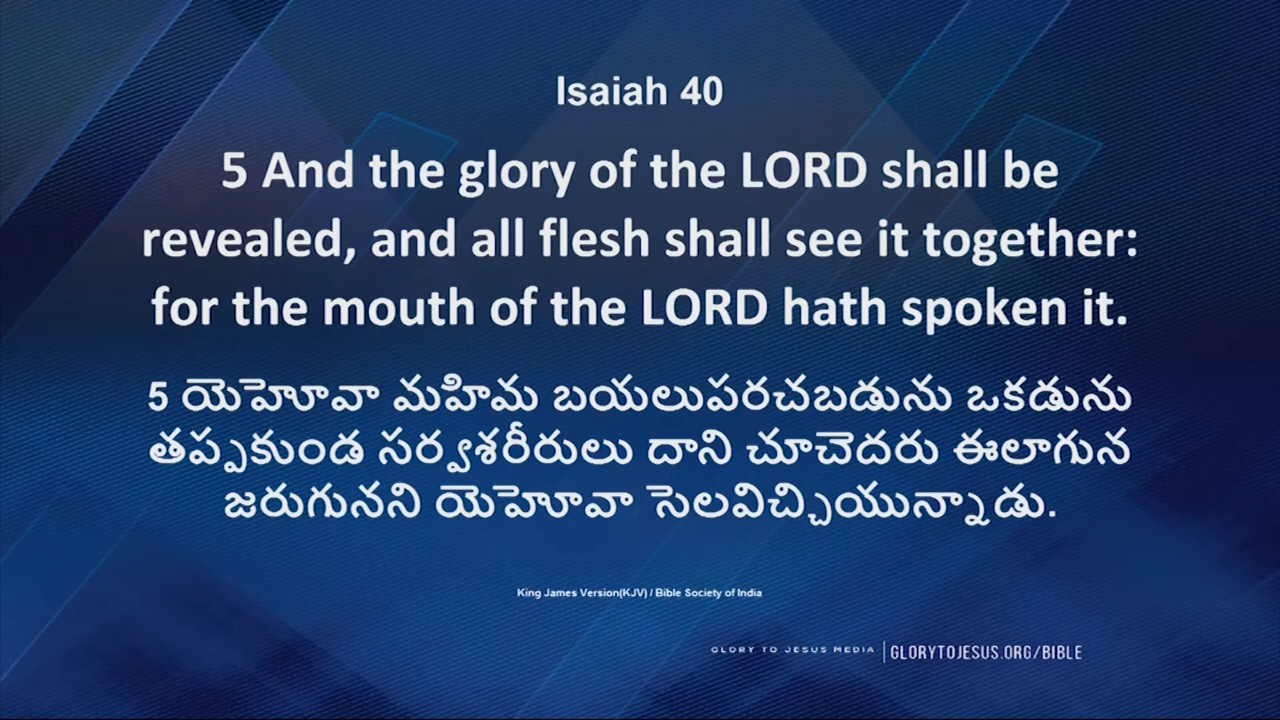 Isaiah 40
5 And the glory of the LORD shall be
revealed, and all flesh shall see it together:
for the mouth of the LORD hath spoken it.
5 యెహోవా మహిమ బయలుపరచబడును ఒకడును
తప్పకుండ సర్వశరీరులు దాని చూచెదరు ఈలాగున
జరుగునని యెహోవా సెలవిచ్చియున్నాడు.
King James Version(KJV) / Bible Society of India
GLORY TO JESUS MEDIA | GLORYTOJESUS.ORG/BIBLE